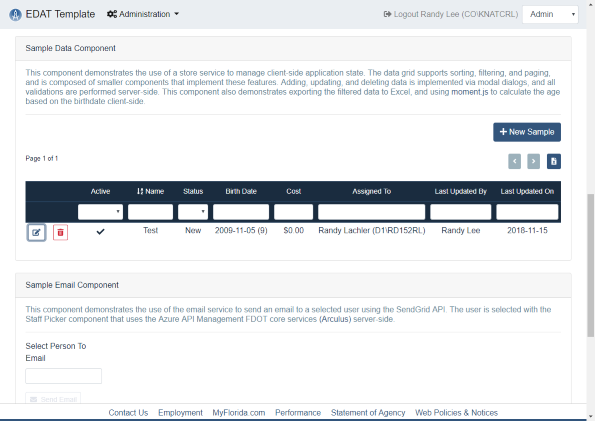 EDAT Template Administration Logout Randy Lee (CO\KNATCRL) Admin
Sample Data Component
This component demonstrates the use of a store service to manage client-side application state. The data grid supports sorting, filtering, and paging,
and is composed of smaller components that implement these features. Adding, updating, and deleting data is implemented via modal dialogs, and all
validations are performed server-side. This component also demonstrates exporting the filtered data to Excel, and using moment.js to calculate the age
based on the birthdate client-side.
New Sample
Page 1 of 1
Active Name Status Birth Date Cost Assigned To Last Updated By Last Updated On
Test New 2009-11-05 (9) $0.00 Randy Lachler (D1\RD152RL) Randy Lee 2018-11-15
Sample Email Component
This component demonstrates the use of the email service to send an email to a selected user using the SendGrid API. The user is selected with the
Staff Picker component that uses the Azure API Management FDOT core services (Arculus) server-side.
Select Person To
Email
Send Email
Contact Us Employment MyFlorida.com Performance Statement of Agency Web Policies & Notices